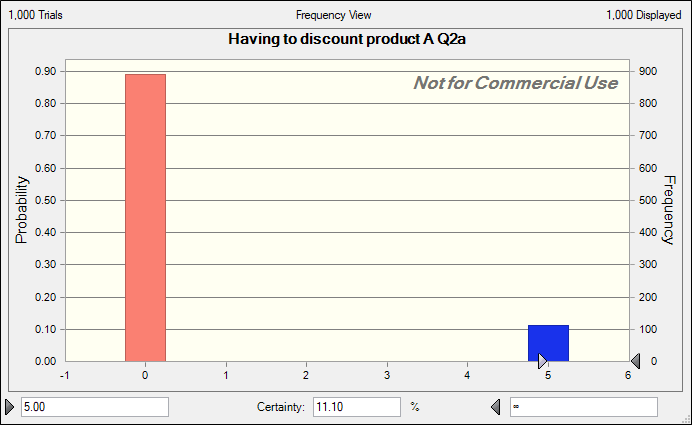 1,000 Trials Frequency View 1,000 Displayed
Having to discount product A Q2a
Not for Commercial Use
0.90 900
0.80 800
0.70 700
0.60 600
0.50 500
0.40 400
0.30 300
0.20 200
0.10 100
0.00 0
Probability
Frequency
-1 0 1 2 3 4 5 6
5.00 Certainty: 11.10 % ∞